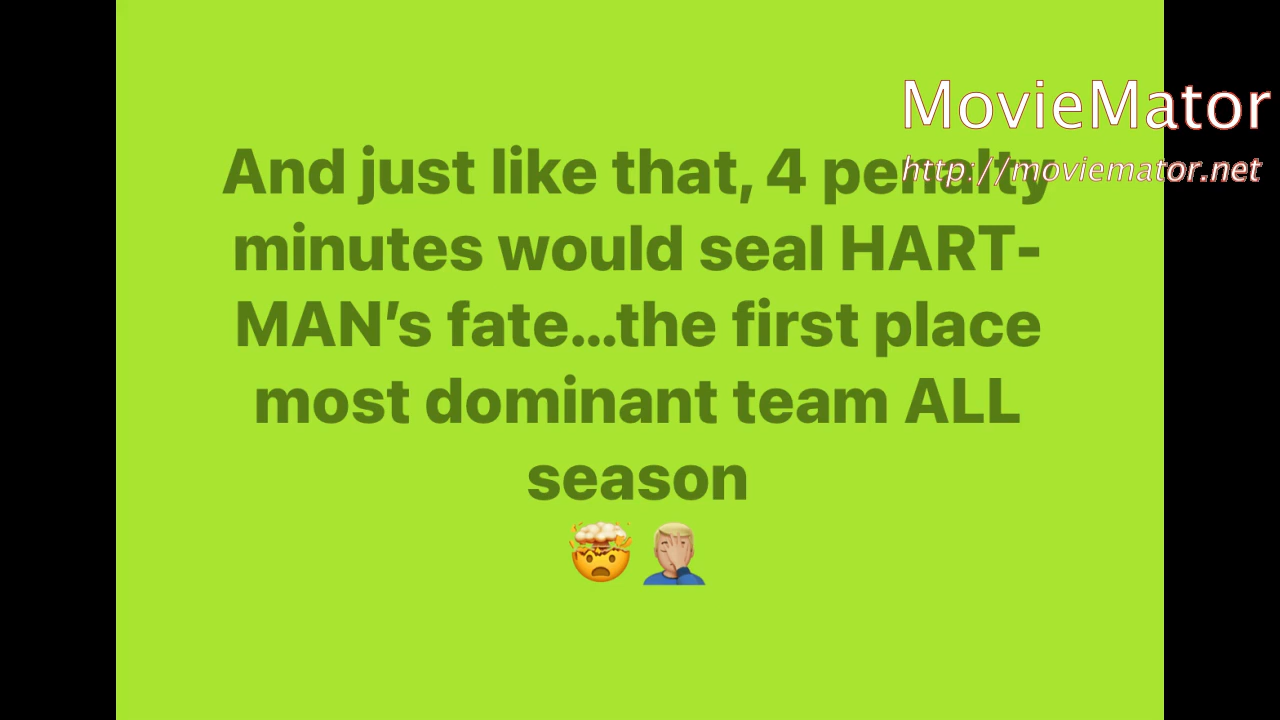 MovieMator
http://moviemator.net
And just like that, 4 penalty
minutes would seal HART-
MAN’s fate...the first place
most dominant team ALL
season
🤯 🤦🏼‍♂️